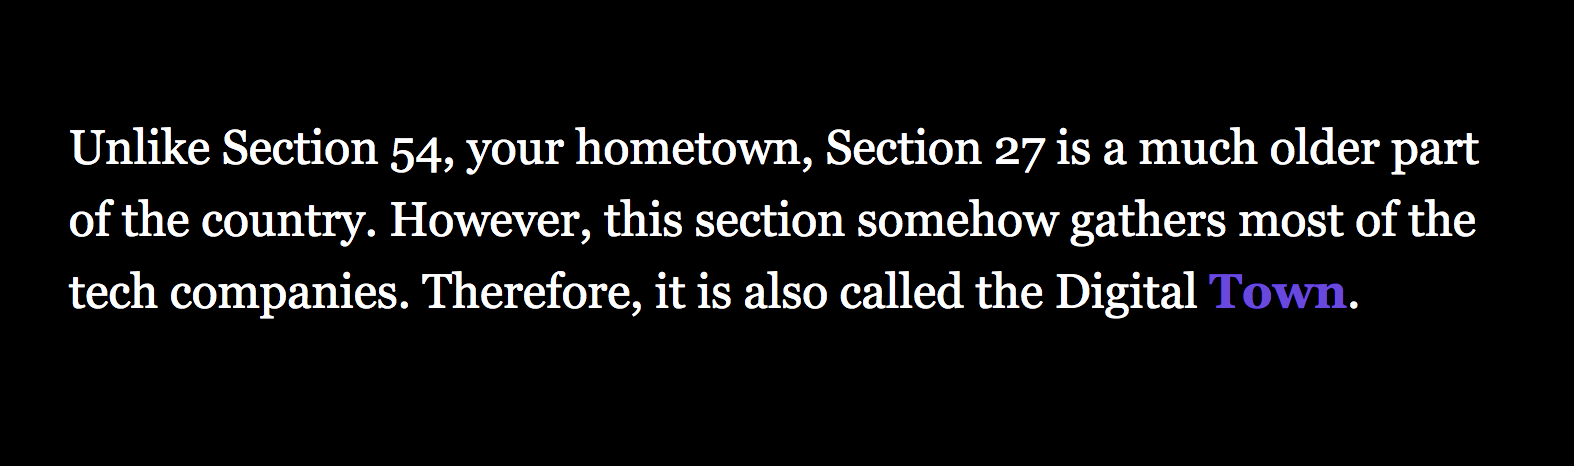 Unlike Section 54, your hometown, Section 27 is a much older part
of the country. However, this section somehow gathers most of the
tech companies. Therefore, it is also called the Digital Town.